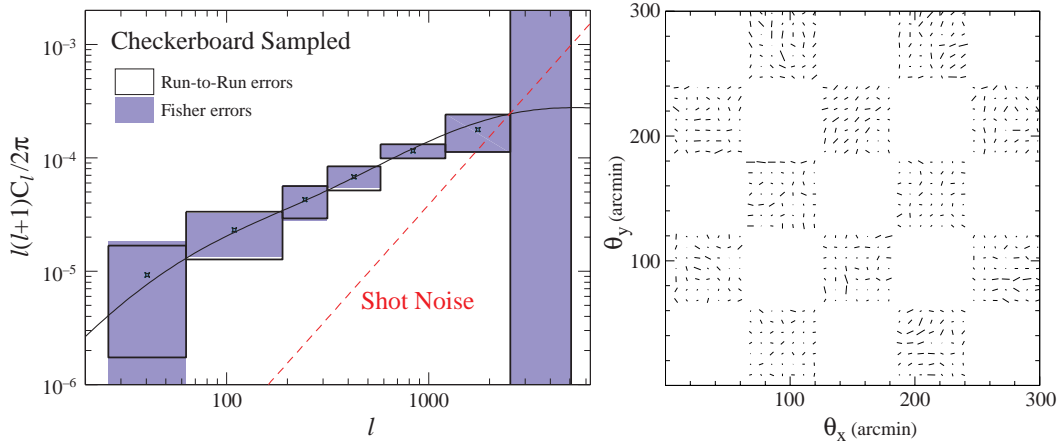 Checkerboard Sampled
Run-to-Run errors
Fisher errors
Shot Noise
l(l+1)C_l/2π
10⁻³
10⁻⁴
10⁻⁵
10⁻⁶
100
1000
l
θ_y (arcmin)
300
200
100
100
200
300
θ_x (arcmin)